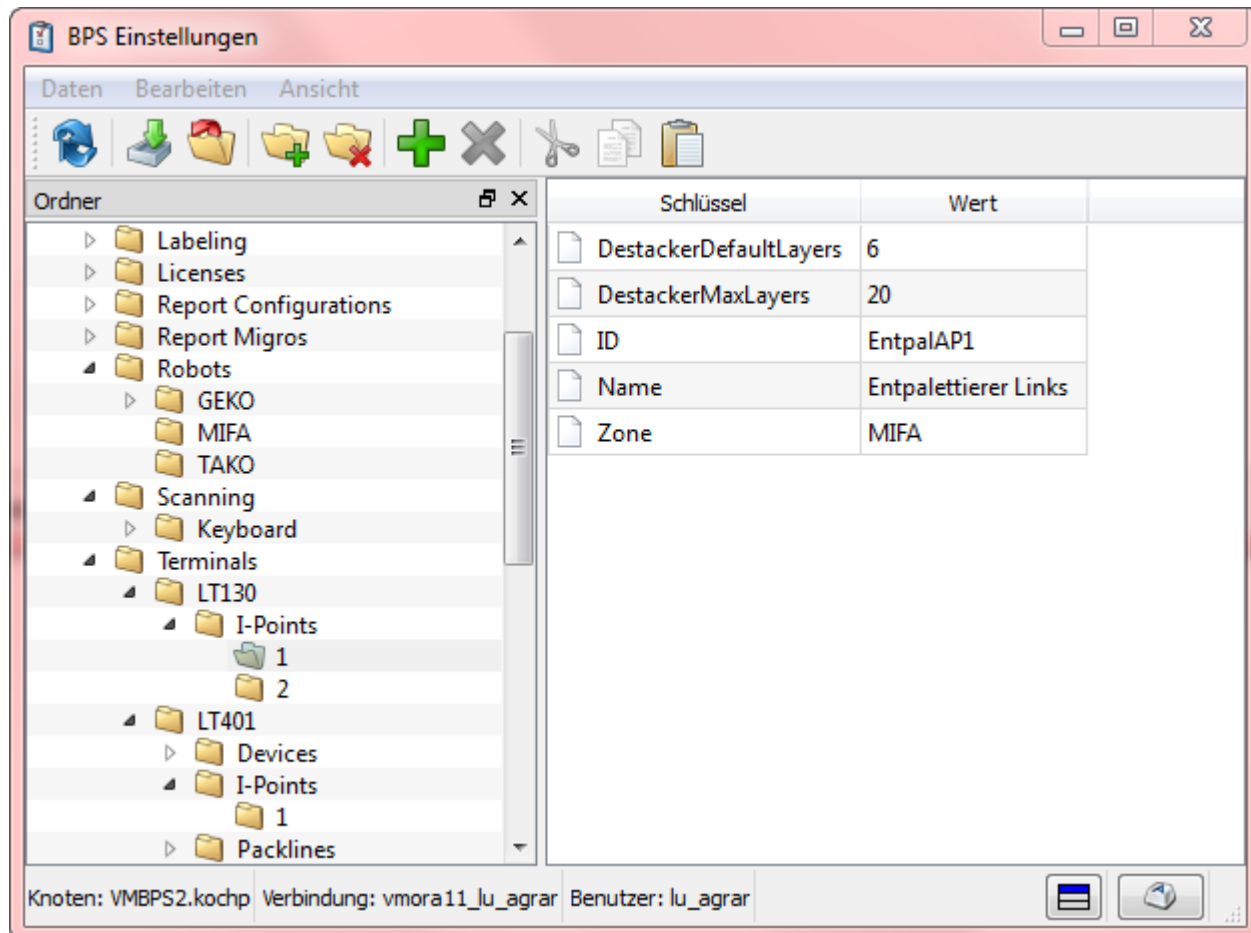 BPS Einstellungen
Daten Bearbeiten Ansicht
Ordner
Labeling
Licenses
Report Configurations
Report Migros
Robots
GEKO
MIFA
TAKO
Scanning
Keyboard
Terminals
LT130
I-Points
1
2
LT401
Devices
I-Points
1
Packlines
Schlüssel Wert
DestackerDefaultLayers 6
DestackerMaxLayers 20
ID EntpalAP1
Name Entpalettierer Links
Zone MIFA
Knoten: VMBPS2.kochp Verbindung: vmora11_lu_agrar Benutzer: lu_agrar